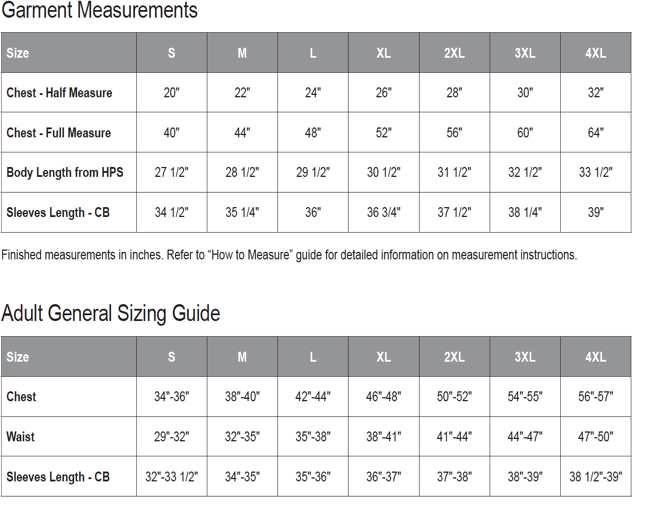 Garment Measurements
Size S M L XL 2XL 3XL 4XL
Chest - Half Measure 20" 22" 24" 26" 28" 30" 32"
Chest - Full Measure 40" 44" 48" 52" 56" 60" 64"
Body Length from HPS 27 1/2" 28 1/2" 29 1/2" 30 1/2" 31 1/2" 32 1/2" 33 1/2"
Sleeves Length - CB 34 1/2" 35 1/4" 36" 36 3/4" 37 1/2" 38 1/4" 39"
Finished measurements in inches. Refer to “How to Measure” guide for detailed information on measurement instructions.
Adult General Sizing Guide
Size S M L XL 2XL 3XL 4XL
Chest 34"-36" 38"-40" 42"-44" 46"-48" 50"-52" 54"-55" 56"-57"
Waist 29"-32" 32"-35" 35"-38" 38"-41" 41"-44" 44"-47" 47"-50"
Sleeves Length - CB 32"-33 1/2" 34"-35" 35"-36" 36"-37" 37"-38" 38"-39" 38 1/2"-39"